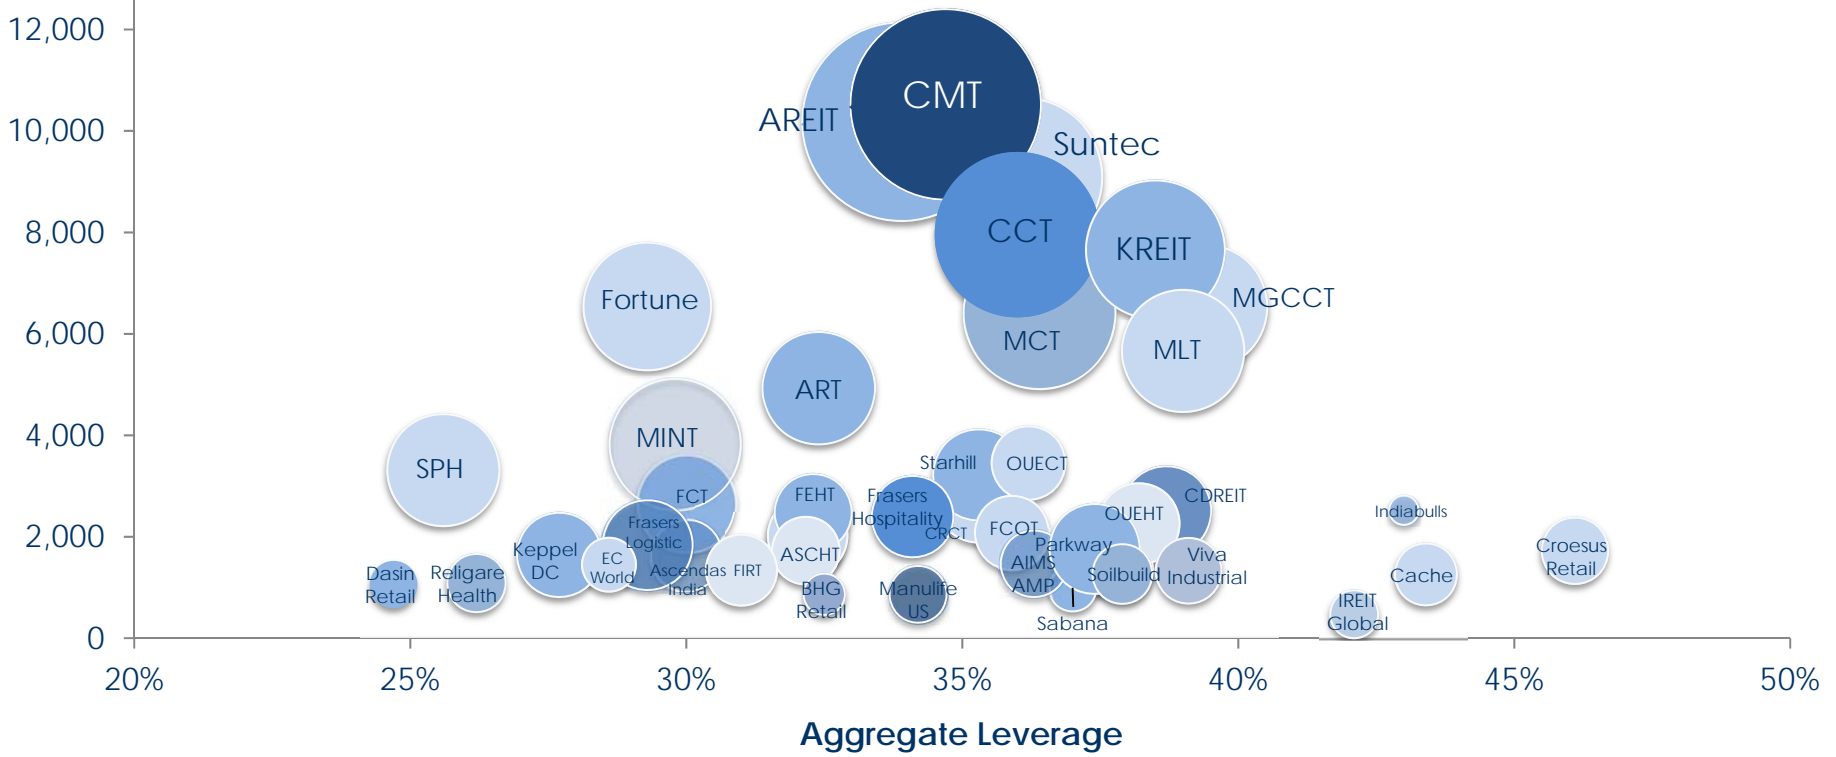 12,000
10,000
8,000
6,000
4,000
2,000
0
CMT
AREIT
Suntec
CCT
KREIT
Fortune
MGCCT
MCT
MLT
ART
MINT
SPH
Starhill
OUECT
FCT
FEHT
Frasers
Hospitality
CDREIT
Indiabulls
OUEHT
Frasers
Logistic
CRCT
FCOT
Keppel
DC
EC
World
ASCHT
Parkway
Viva
Industrial
Croesus
Retail
Dasin
Retail
Religare
Health
Ascendas
India
FIRT
AIMS
AMP
Soilbuild
Cache
BHG
Retail
Manulife
US
Sabana
IREIT
Global
20%
25%
30%
35%
40%
45%
50%
Aggregate Leverage